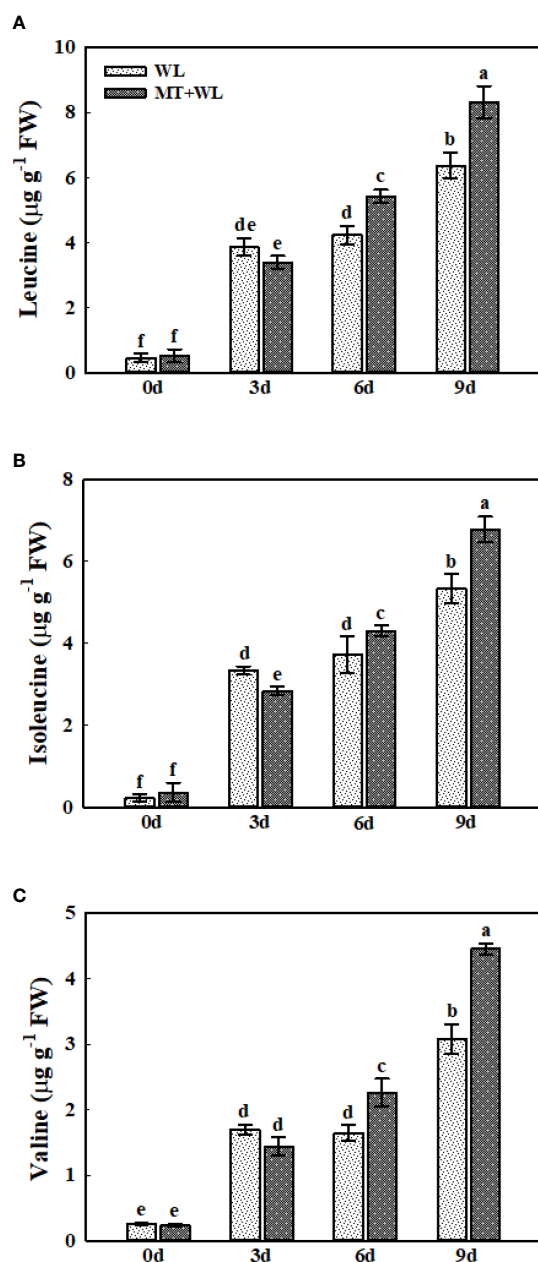 A
Leucine (μg g⁻¹ FW)
10
8
6
4
2
0
WL
MT+WL
f f de e d c b a
0d 3d 6d 9d
B
Isoleucine (μg g⁻¹ FW)
8
6
4
2
0
f f d e d c b a
0d 3d 6d 9d
C
Valine (μg g⁻¹ FW)
5
4
3
2
1
0
e e d d d c b a
0d 3d 6d 9d